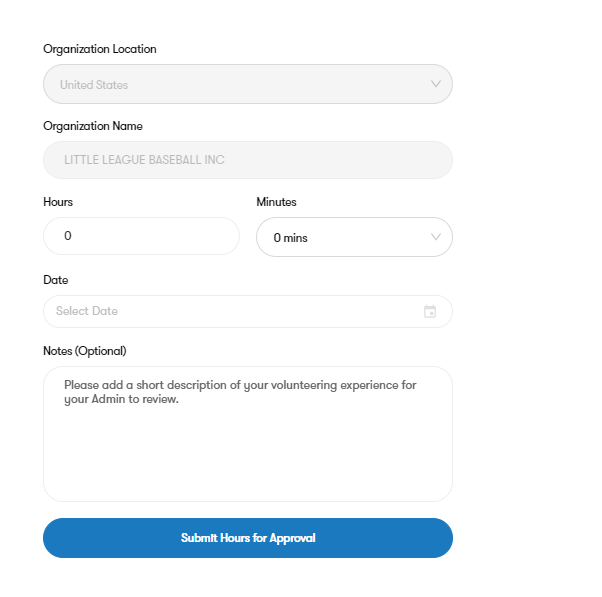 Organization Location
United States
Organization Name
LITTLE LEAGUE BASEBALL INC
Hours
Minutes
0
0 mins
Date
Select Date
Notes (Optional)
Please add a short description of your volunteering experience for
your Admin to review.
Submit Hours for Approval